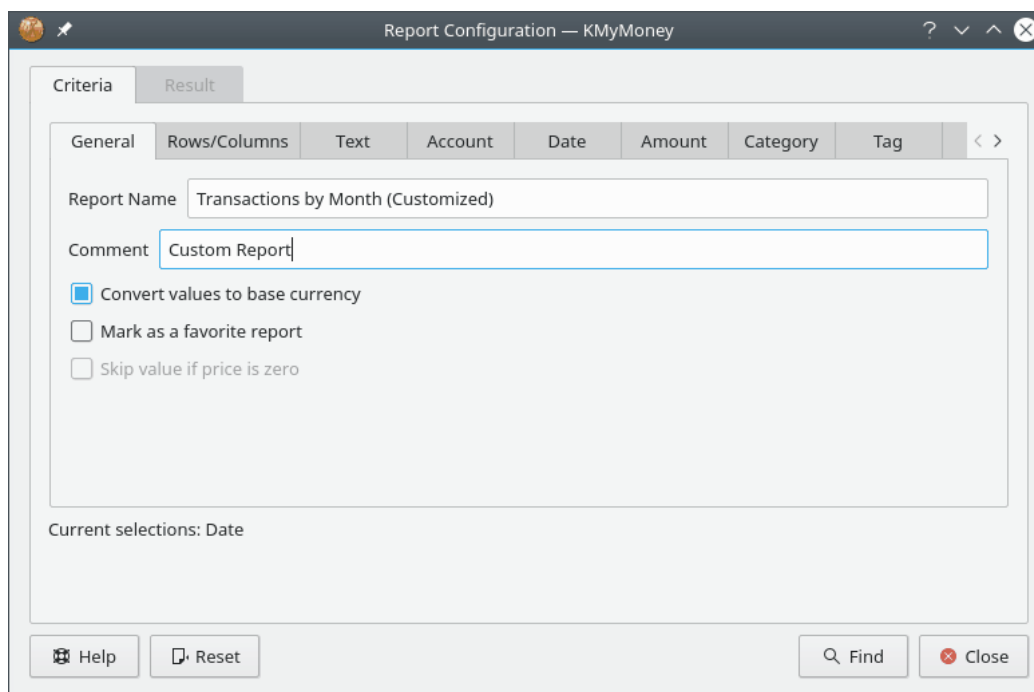 Report Configuration — KMyMoney
Criteria Result
General Rows/Columns Text Account Date Amount Category Tag
Report Name Transactions by Month (Customized)
Comment Custom Report
Convert values to base currency
Mark as a favorite report
Skip value if price is zero
Current selections: Date
Help Reset Find Close